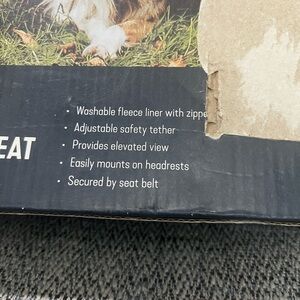 • Washable fleece liner with zippe
• Adjustable safety tether
• Provides elevated view
EAT
• Easily mounts on headrests
• Secured by seat belt